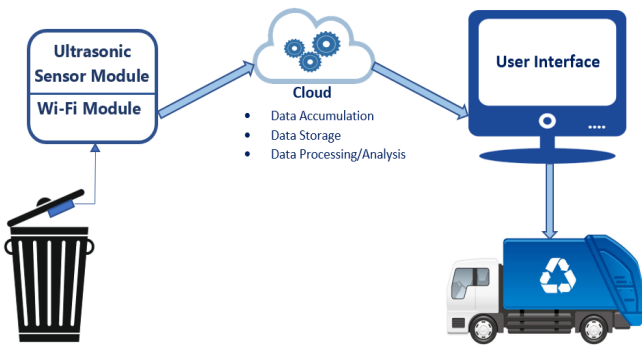 Ultrasonic
Sensor Module
Wi-Fi Module
Cloud
• Data Accumulation
• Data Storage
• Data Processing/Analysis
User Interface